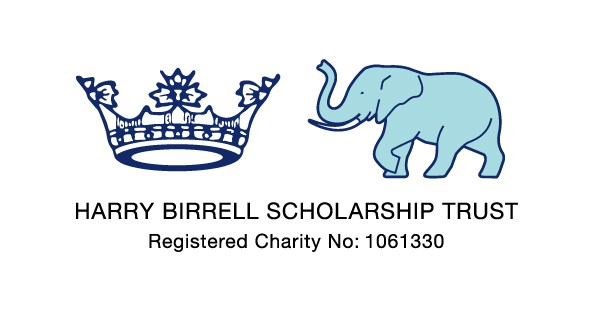 HARRY BIRRELL SCHOLARSHIP TRUST
Registered Charity No: 1061330